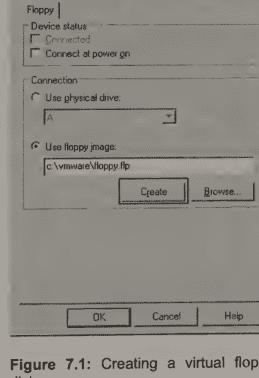 Floppy
Device status
Connected
Connect at power on
Connection
Use physical drive:
A
Use floppy image:
c:\vmware\floppy.flp
Create Browse...
OK Cancel Help
Figure 7.1: Creating a virtual flop